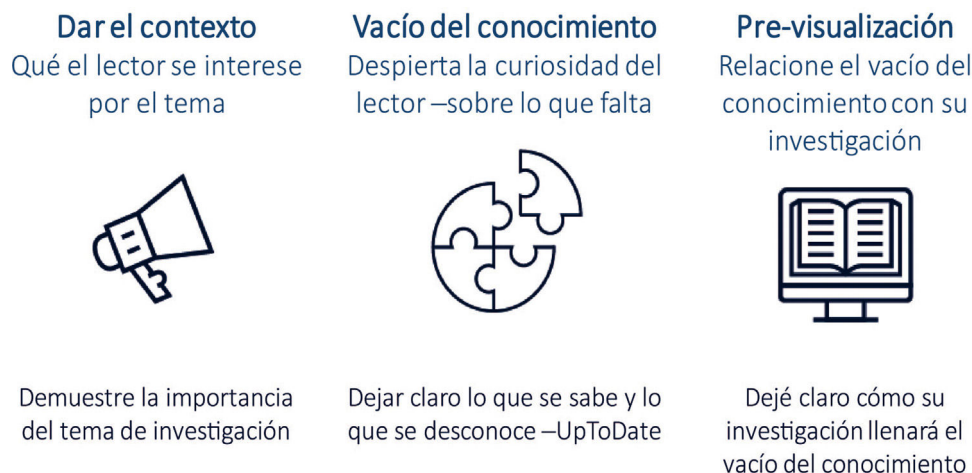 Dar el contexto
Qué el lector se interese
por el tema
Demuestre la importancia
del tema de investigación
Vacío del conocimiento
Despierta la curiosidad del
lector –sobre lo que falta
Dejar claro lo que se sabe y lo
que se desconoce –UpToDate
Pre-visualización
Relacione el vacío del
conocimiento con su
investigación
Dejé claro cómo su
investigación llenará el
vacío del conocimiento